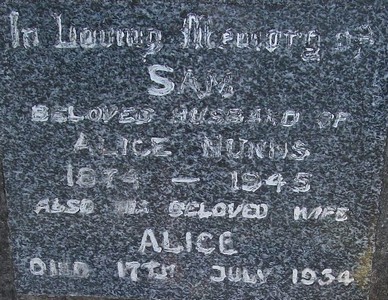 In Loving Memory of
SAM
BELOVED HUSBAND OF
ALICE NUNNS
1874 — 1945
ALSO HIS BELOVED WIFE
ALICE
DIED 17TH JULY 1934